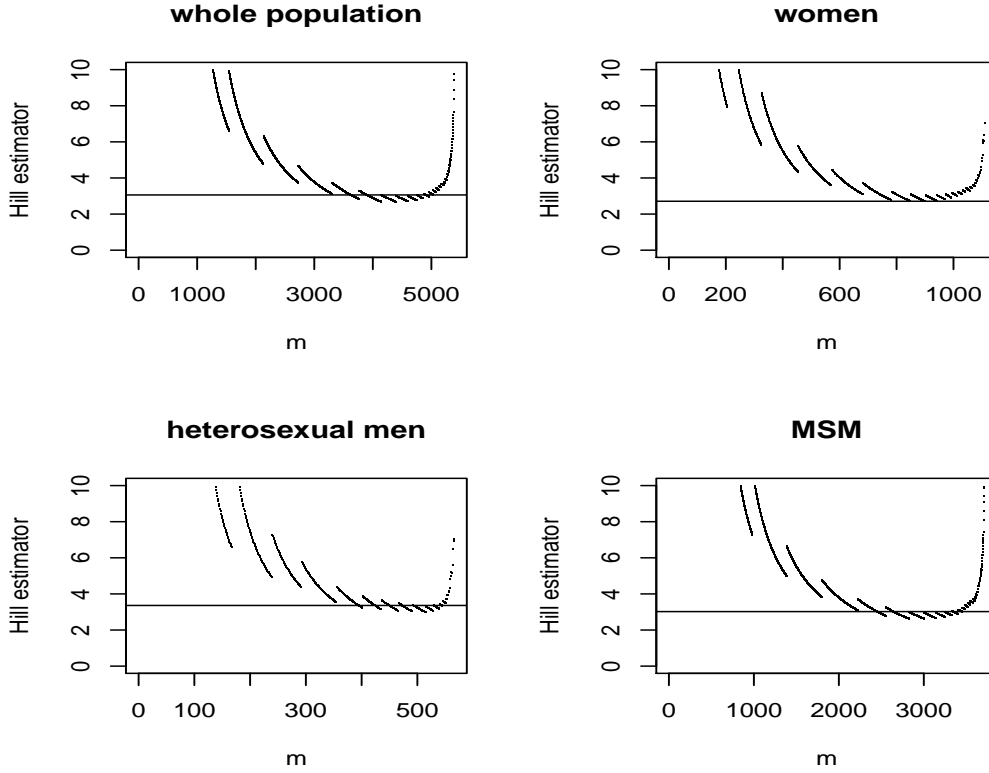 whole population
Hill estimator
0 2 4 6 8 10
0 1000 3000 5000
m
women
Hill estimator
0 2 4 6 8 10
0 200 600 1000
m
heterosexual men
Hill estimator
0 2 4 6 8 10
0 100 300 500
m
MSM
Hill estimator
0 2 4 6 8 10
0 1000 2000 3000
m